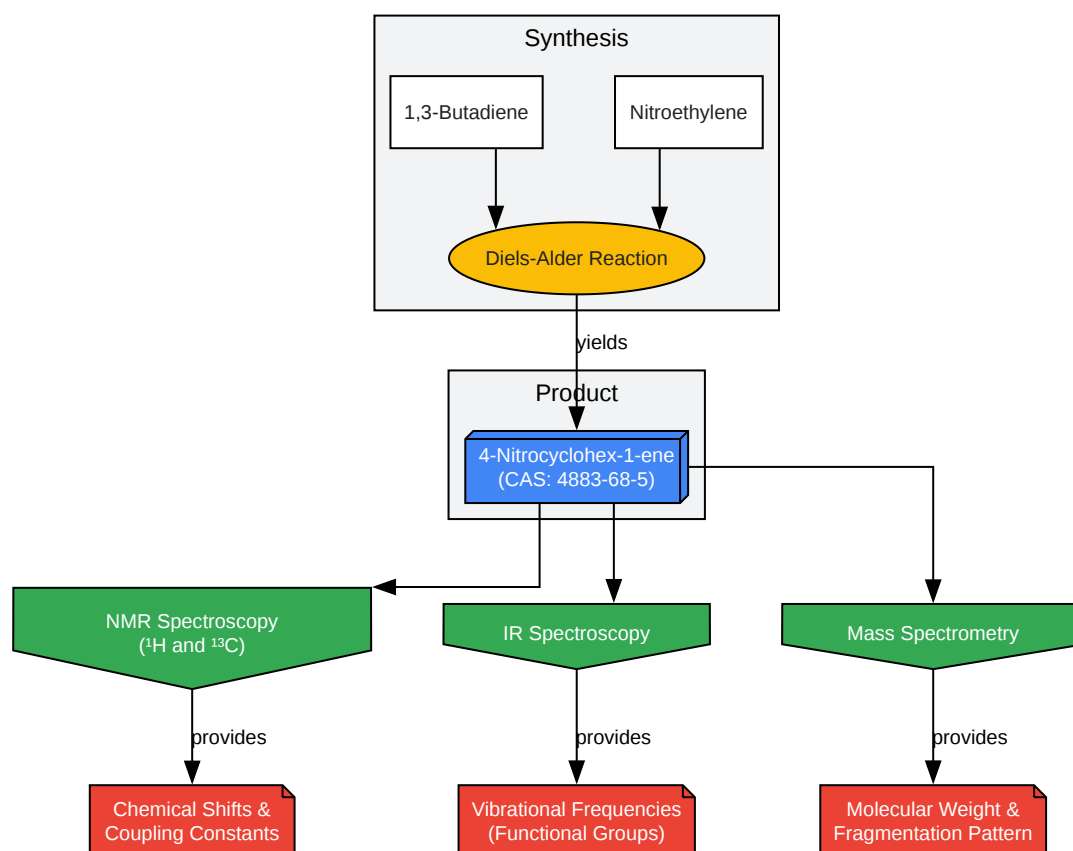 Synthesis
1,3-Butadiene
Nitroethylene
Diels-Alder Reaction
yields
Product
4-Nitrocyclohex-1-ene
(CAS: 4883-68-5)
NMR Spectroscopy
(¹H and ¹³C)
IR Spectroscopy
Mass Spectrometry
provides
provides
provides
Chemical Shifts &
Coupling Constants
Vibrational Frequencies
(Functional Groups)
Molecular Weight &
Fragmentation Pattern